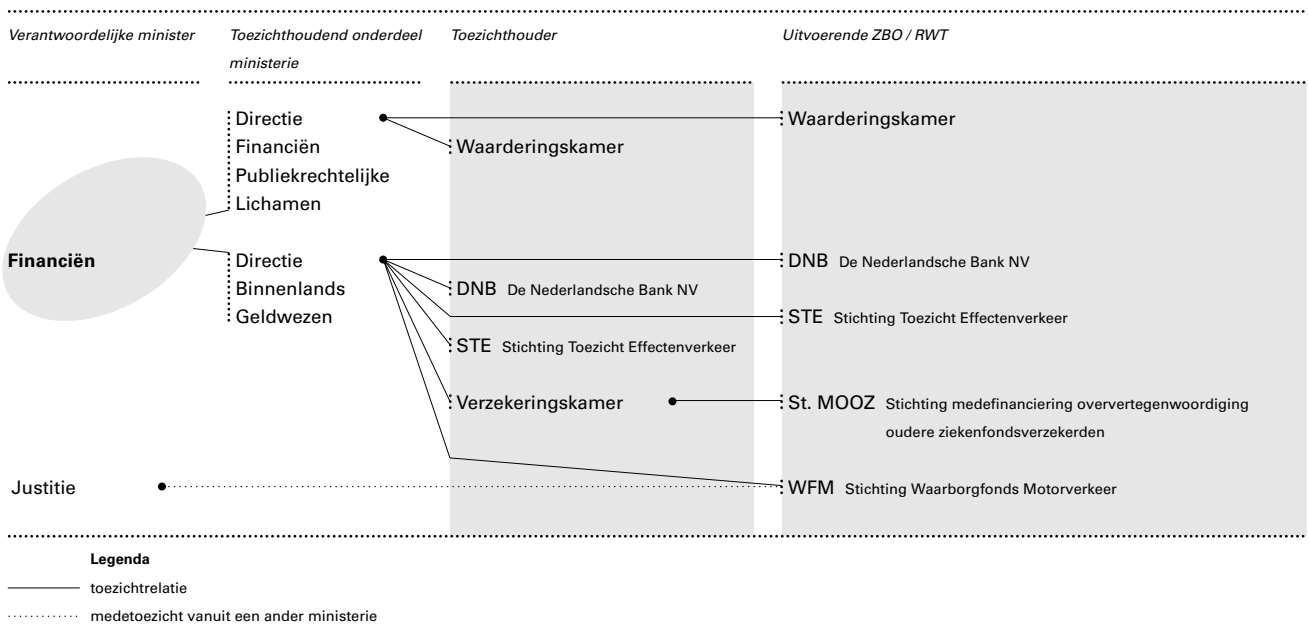 Verantwoordelijke minister
Toezichthoudend onderdeel
ministerie
Toezichthouder
Uitvoerende ZBO / RWT
Directie
Financiën
Publiekrechtelijke
Lichamen
Waarderingskamer
Waarderingskamer
Financiën
Directie
Binnenlands
Geldwezen
DNB De Nederlandsche Bank NV
DNB De Nederlandsche Bank NV
STE Stichting Toezicht Effectenverkeer
STE Stichting Toezicht Effectenverkeer
Verzekeringskamer
St. MOOZ Stichting medefinanciering oververtegenwoordiging
oudere ziekenfondsverzekerden
Justitie
WFM Stichting Waarborgfonds Motorverkeer
Legenda
toezichtrelatie
medetoezicht vanuit een ander ministerie